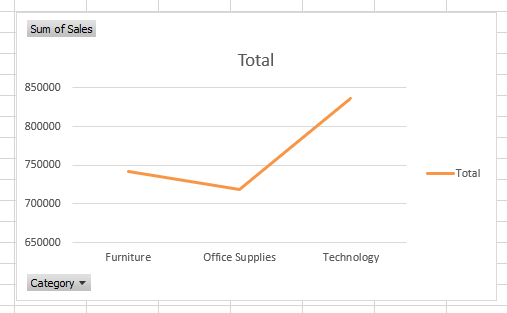 Sum of Sales
Total
850000
800000
750000
700000
650000
Furniture
Office Supplies
Technology
Total
Category